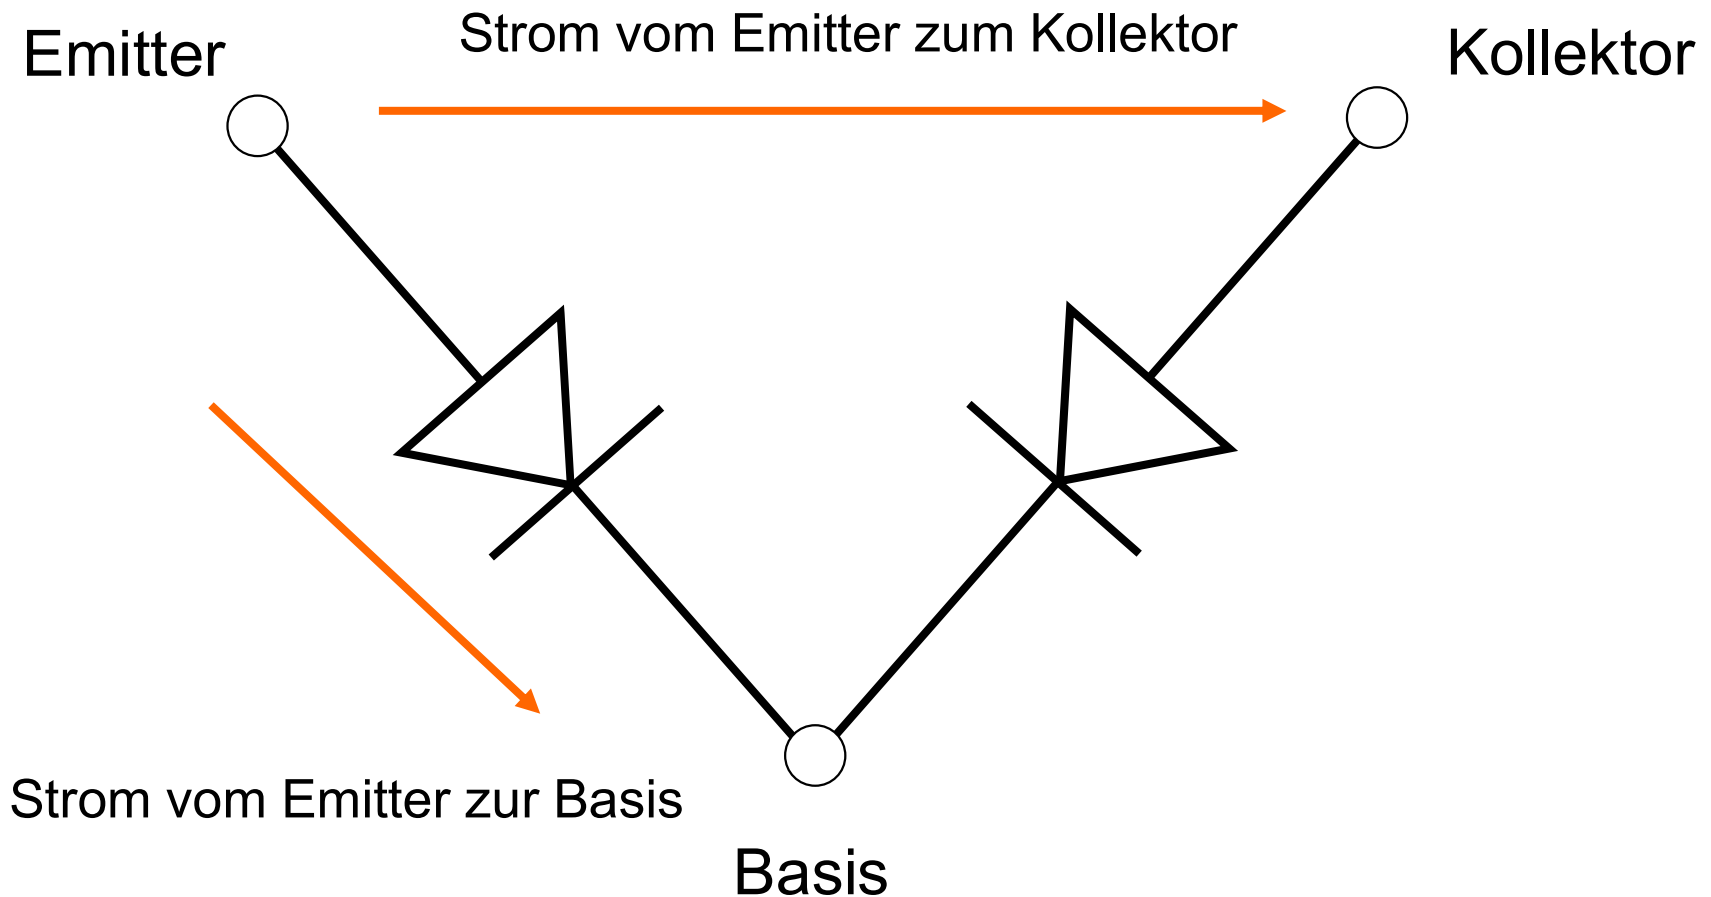 Strom vom Emitter zum Kollektor
Emitter
Kollektor
Strom vom Emitter zur Basis
Basis